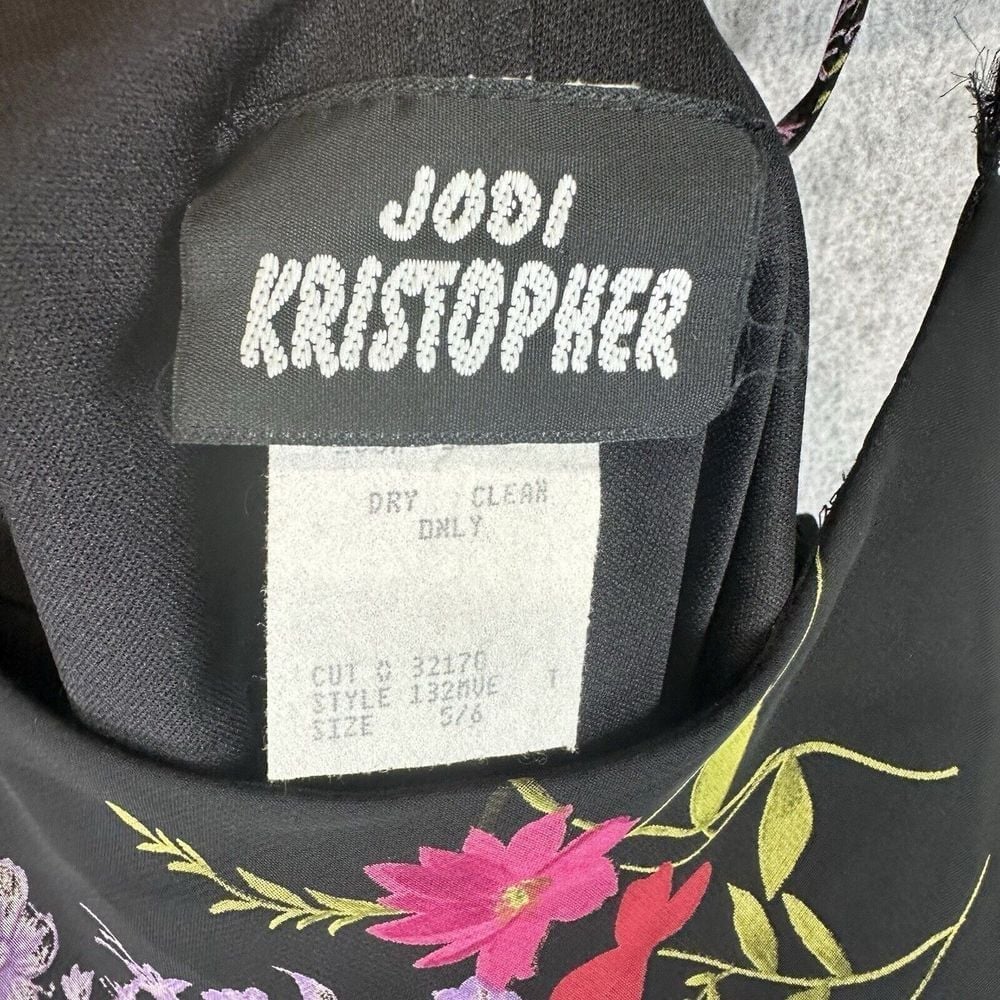 JODI
KRISTOPHER
DRY CLEAN
ONLY
CUT @ 32170
STYLE 132MVE T
SIZE 5/6